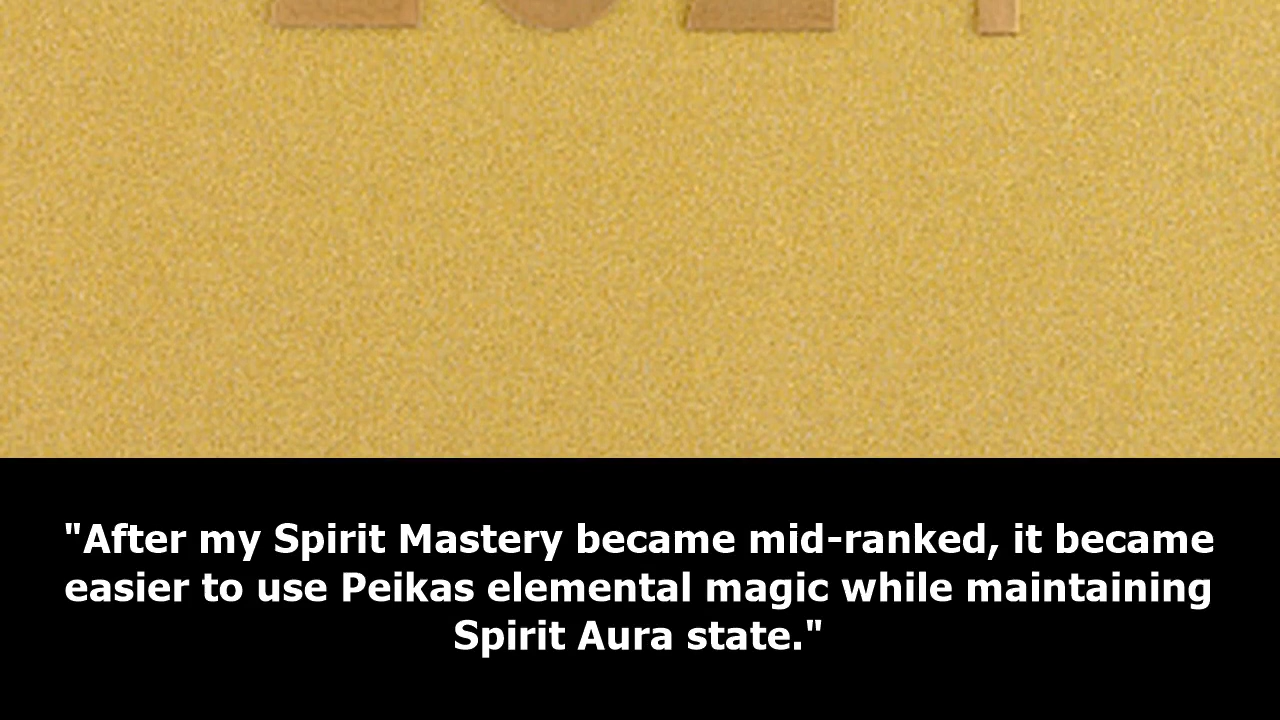 "After my Spirit Mastery became mid-ranked, it became
easier to use Peikas elemental magic while maintaining
Spirit Aura state."